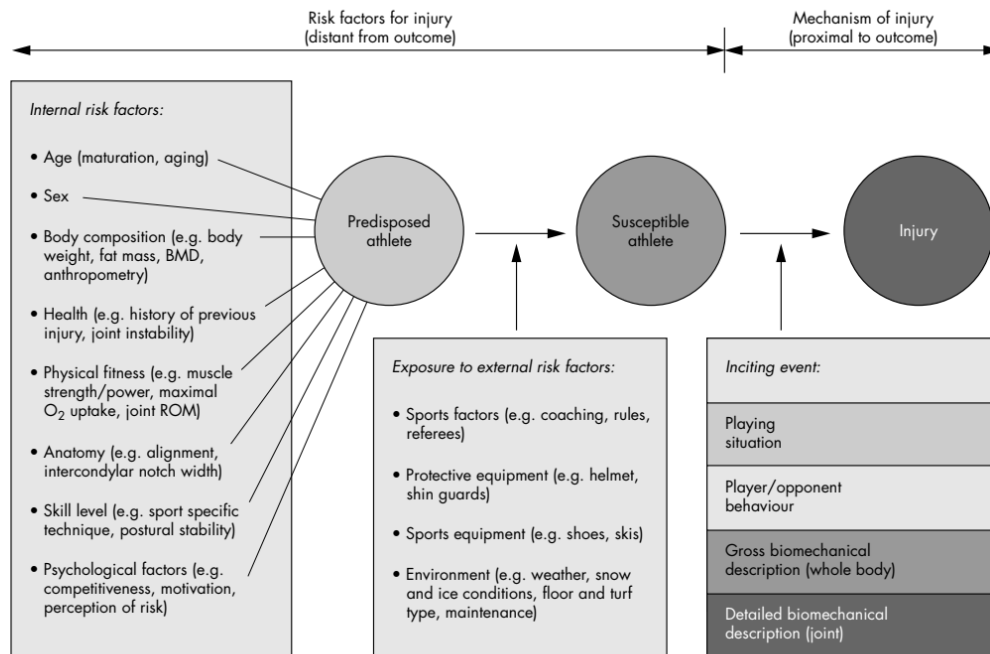 Risk factors for injury
(distant from outcome)
Mechanism of injury
(proximal to outcome)
Internal risk factors:
• Age (maturation, aging)
• Sex
• Body composition (e.g. body
weight, fat mass, BMD,
anthropometry)
• Health (e.g. history of previous
injury, joint instability)
• Physical fitness (e.g. muscle
strength/power, maximal
O₂ uptake, joint ROM)
• Anatomy (e.g. alignment,
intercondylar notch width)
• Skill level (e.g. sport specific
technique, postural stability)
• Psychological factors (e.g.
competitiveness, motivation,
perception of risk)
Predisposed
athlete
Susceptible
athlete
Injury
Exposure to external risk factors:
• Sports factors (e.g. coaching, rules,
referees)
• Protective equipment (e.g. helmet,
shin guards)
• Sports equipment (e.g. shoes, skis)
• Environment (e.g. weather, snow
and ice conditions, floor and turf
type, maintenance)
Inciting event:
Playing
situation
Player/opponent
behaviour
Gross biomechanical
description (whole body)
Detailed biomechanical
description (joint)